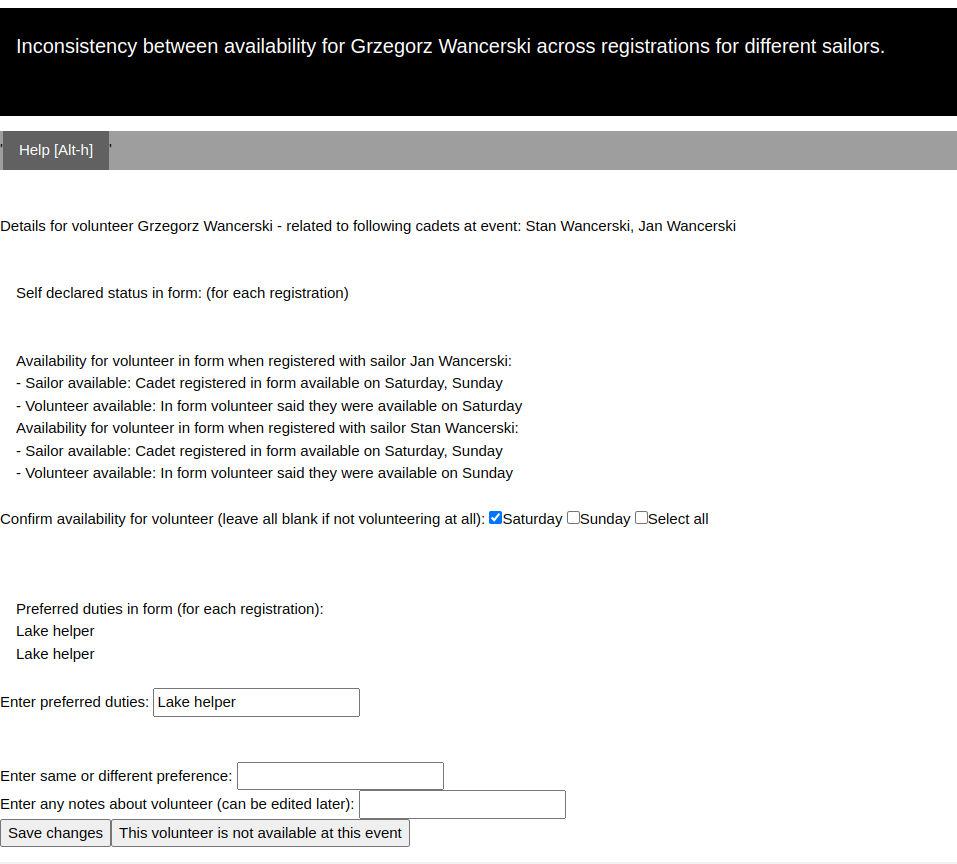 Inconsistency between availability for Grzegorz Wancerski across registrations for different sailors.
' Help [Alt-h] '
Details for volunteer Grzegorz Wancerski - related to following cadets at event: Stan Wancerski, Jan Wancerski
Self declared status in form: (for each registration)
Availability for volunteer in form when registered with sailor Jan Wancerski:
- Sailor available: Cadet registered in form available on Saturday, Sunday
- Volunteer available: In form volunteer said they were available on Saturday
Availability for volunteer in form when registered with sailor Stan Wancerski:
- Sailor available: Cadet registered in form available on Saturday, Sunday
- Volunteer available: In form volunteer said they were available on Sunday
Confirm availability for volunteer (leave all blank if not volunteering at all): Saturday Sunday Select all
Preferred duties in form (for each registration):
Lake helper
Lake helper
Enter preferred duties: Lake helper
Enter same or different preference:
Enter any notes about volunteer (can be edited later):
Save changes This volunteer is not available at this event